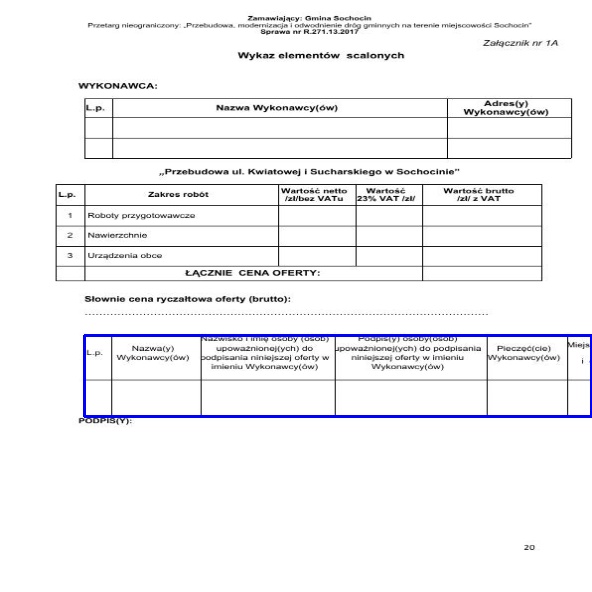 Zamawiający: Gmina Sochocin
Przetarg nieograniczony: „Przebudowa, modernizacja i odwodnienie dróg gminnych na terenie miejscowości Sochocin"
Sprawa nr R.271.13.2017
Załącznik nr 1A
Wykaz elementów scalonych
WYKONAWCA:
L.p. Nazwa Wykonawcy(ów) Adres(y) Wykonawcy(ów)
„Przebudowa ul. Kwiatowej i Sucharskiego w Sochocinie"
L.p. Zakres robót Wartość netto /zł/bez VATu Wartość 23% VAT /zł/ Wartość brutto /zł/ z VAT
1 Roboty przygotowawcze
2 Nawierzchnie
3 Urządzenia obce
ŁĄCZNIE CENA OFERTY:
Słownie cena ryczałtowa oferty (brutto):
L.p. Nazwa(y) Wykonawcy(ów) Nazwisko i imię osoby (osób) upoważnionej(ych) do podpisania niniejszej oferty w imieniu Wykonawcy(ów) Podpis(y) osoby(osób) upoważnionej(ych) do podpisania niniejszej oferty w imieniu Wykonawcy(ów) Pieczęć(cie) Wykonawcy(ów) Miejs i
PODPIS(Y):
20